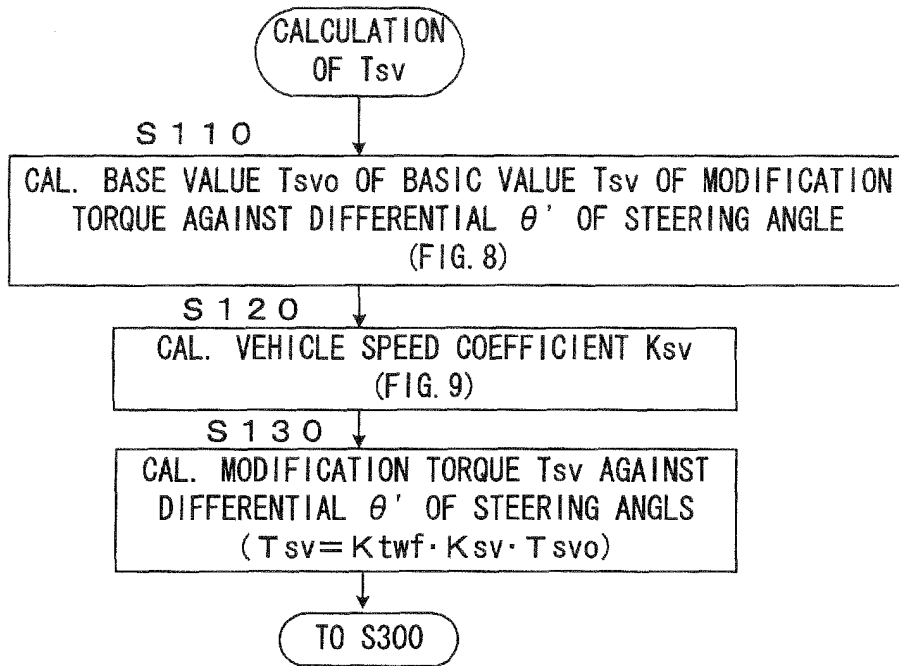 CALCULATION
OF Tsv
S110
CAL. BASE VALUE Tsvo OF BASIC VALUE Tsv OF MODIFICATION
TORQUE AGAINST DIFFERENTIAL θ' OF STEERING ANGLE
(FIG. 8)
S120
CAL. VEHICLE SPEED COEFFICIENT Ksv
(FIG. 9)
S130
CAL. MODIFICATION TORQUE Tsv AGAINST
DIFFERENTIAL θ' OF STEERING ANGLS
(Tsv=Ktwf·Ksv·Tsvo)
TO S300